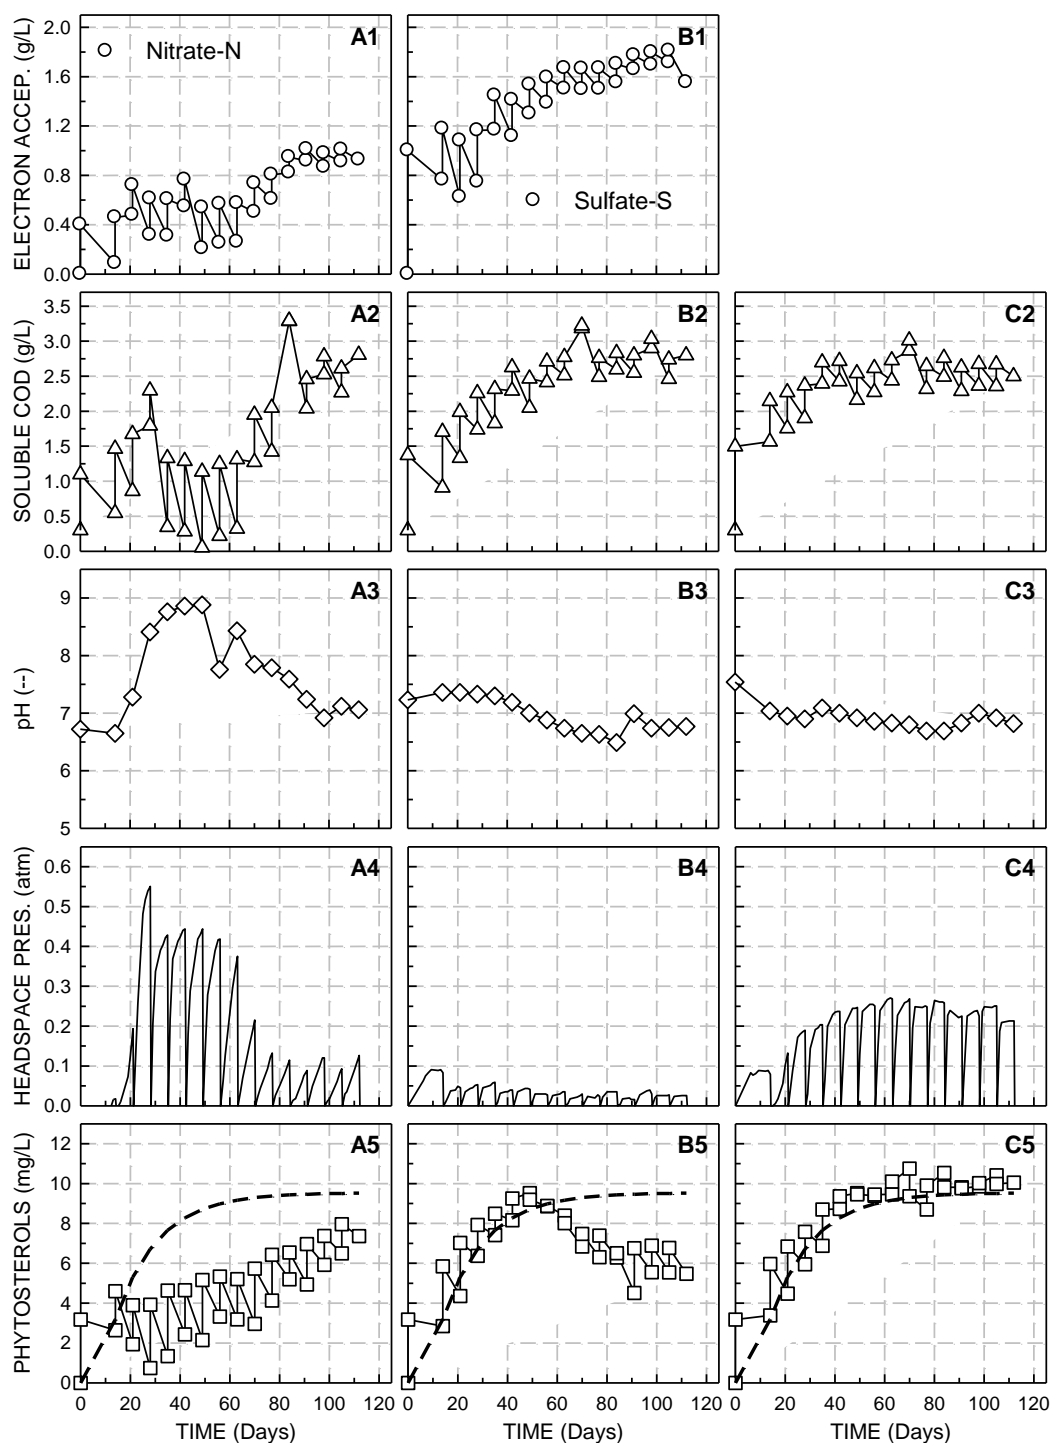 ELECTRON ACCEP. (g/L)
2.0
1.6
1.2
0.8
0.4
0.0
Nitrate-N
A1
B1
Sulfate-S
SOLUBLE COD (g/L)
3.5
3.0
2.5
2.0
1.5
1.0
0.5
0.0
A2
B2
C2
pH (--)
9
8
7
6
5
A3
B3
C3
HEADSPACE PRES. (atm)
0.6
0.5
0.4
0.3
0.2
0.1
0.0
A4
B4
C4
PHYTOSTEROLS (mg/L)
12
10
8
6
4
2
0
A5
B5
C5
0 20 40 60 80 100 120
0 20 40 60 80 100 120
0 20 40 60 80 100 120
TIME (Days)
TIME (Days)
TIME (Days)